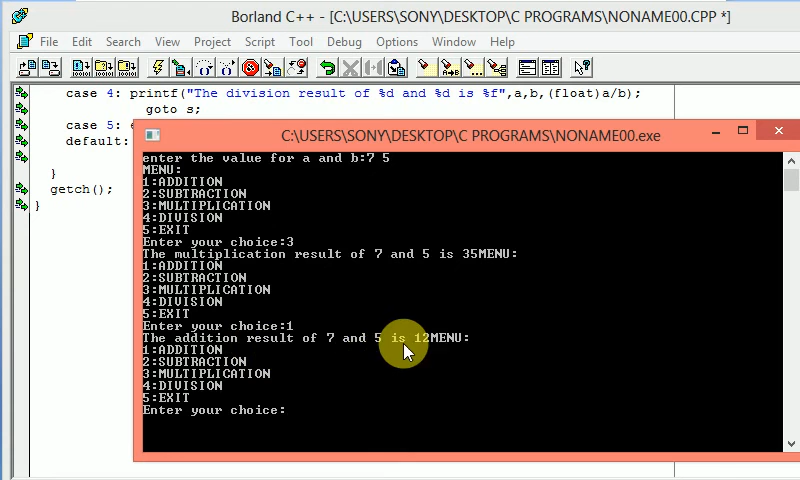 Borland C++ - [C:\USERS\SONY\DESKTOP\C PROGRAMS\NONAME00.CPP *]
File Edit Search View Project Script Tool Debug Options Window Help
case 4: printf("The division result of %d and %d is %f",a,b,(float)a/b);
goto s;
case 5:
default:
}
getch();
}
C:\USERS\SONY\DESKTOP\C PROGRAMS\NONAME00.exe
enter the value for a and b:7 5
MENU:
1:ADDITION
2:SUBTRACTION
3:MULTIPLICATION
4:DIVISION
5:EXIT
Enter your choice:3
The multiplication result of 7 and 5 is 35MENU:
1:ADDITION
2:SUBTRACTION
3:MULTIPLICATION
4:DIVISION
5:EXIT
Enter your choice:1
The addition result of 7 and 5 is 12MENU:
1:ADDITION
2:SUBTRACTION
3:MULTIPLICATION
4:DIVISION
5:EXIT
Enter your choice: